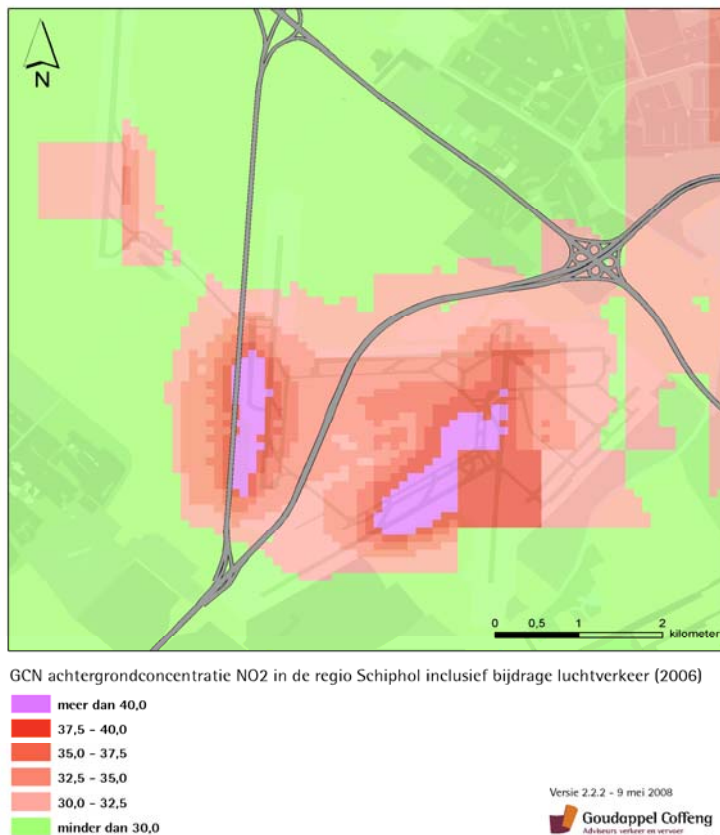 N
0 0,5 1 2
kilometer
GCN achtergrondconcentratie NO2 in de regio Schiphol inclusief bijdrage luchtverkeer (2006)
meer dan 40,0
37,5 - 40,0
35,0 - 37,5
32,5 - 35,0
30,0 - 32,5
minder dan 30,0
Versie 2.2.2 - 9 mei 2008
Goudappel Coffeng
Adviseurs verkeer en vervoer